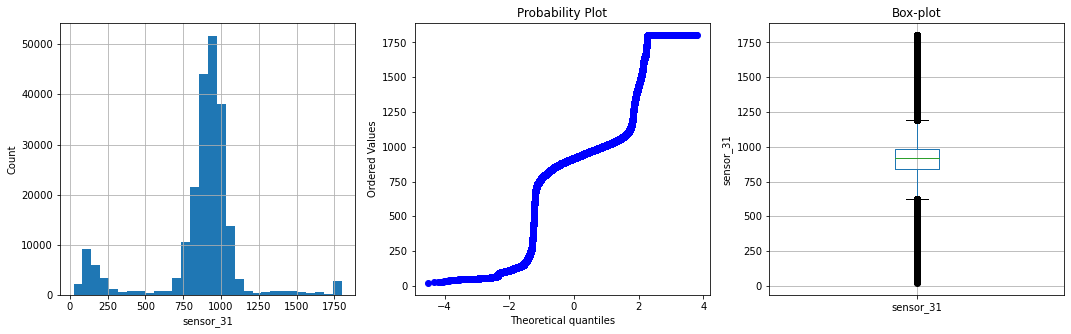 Count
50000
40000
30000
20000
10000
0
0 250 500 750 1000 1250 1500 1750
sensor_31
Probability Plot
Ordered Values
1750
1500
1250
1000
750
500
250
0
−4 −2 0 2 4
Theoretical quantiles
Box-plot
sensor_31
1750
1500
1250
1000
750
500
250
0
sensor_31